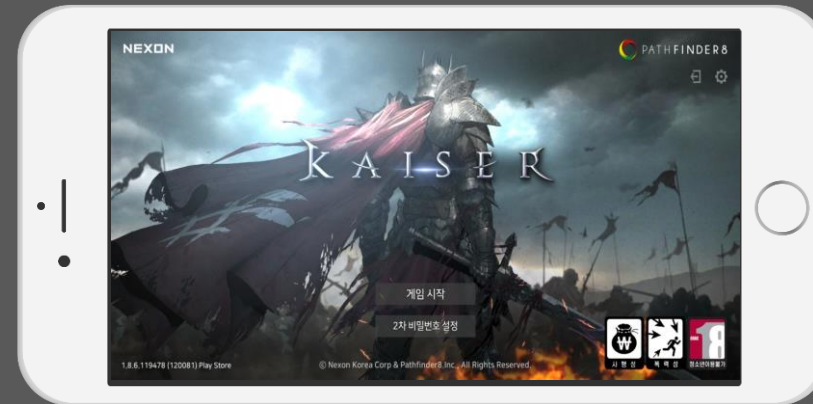 NEXON
PATHFINDER8
KAISER
게임 시작
2차 비밀번호 설정
사행성
폭력성
-18
청소년이용불가
1.8.6.119478 (120081) Play Store
© Nexon Korea Corp & Pathfinder8 Inc., All Rights Reserved.